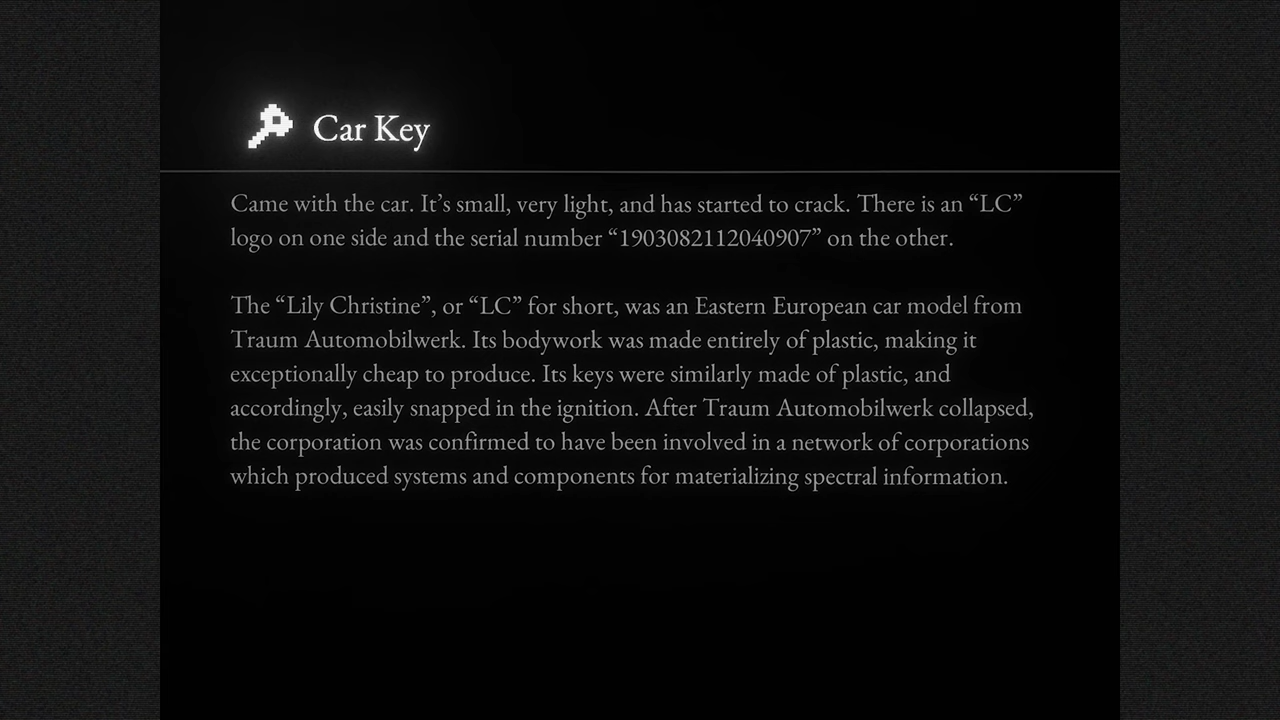 Car Key
Came with the car. It’s small, very light, and has started to crack. There is an “LC”
logo on one side and the serial number “1903082112040907” on the other.
The “Lily Christine”, or “LC” for short, was an Eastern European car model from
Traum Automobilwerk. Its bodywork was made entirely of plastic, making it
exceptionally cheap to produce. Its keys were similarly made of plastic, and
accordingly, easily snapped in the ignition. After Traum Automobilwerk collapsed,
the corporation was confirmed to have been involved in a network of corporations
which produced systems and components for materializing spectral information.